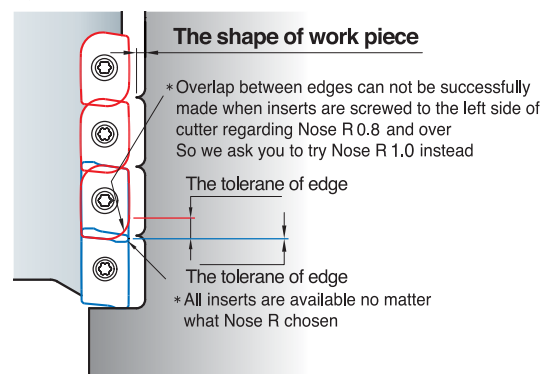 The shape of work piece
*Overlap between edges can not be successfully
made when inserts are screwed to the left side of
cutter regarding Nose R 0.8 and over
So we ask you to try Nose R 1.0 instead
The tolerane of edge
The tolerane of edge
*All inserts are available no matter
what Nose R chosen